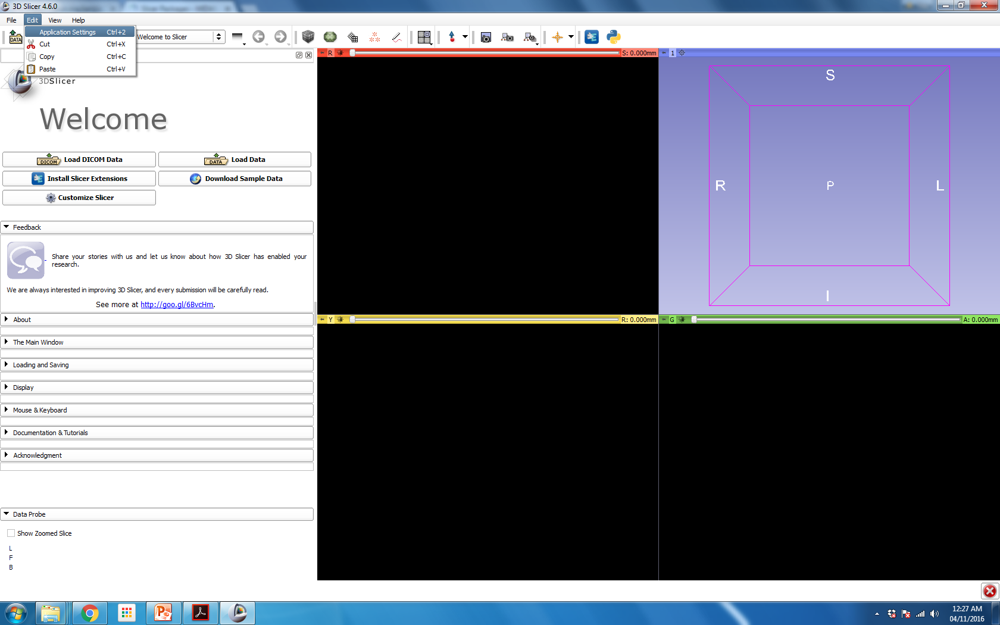 3D Slicer 4.6.0
File Edit View Help
Application Settings Ctrl+2
Cut Ctrl+X
Copy Ctrl+C
Paste Ctrl+V
DATA
Welcome to Slicer
3DSlicer
Welcome
DICOM Load DICOM Data
DATA Load Data
Install Slicer Extensions
Download Sample Data
Customize Slicer
Feedback
Share your stories with us and let us know about how 3D Slicer has enabled your
research.
We are always interested in improving 3D Slicer, and every submission will be carefully read.
See more at http://goo.gl/6BvcHm.
About
The Main Window
Loading and Saving
Display
Mouse & Keyboard
Documentation & Tutorials
Acknowledgment
Data Probe
Show Zoomed Slice
L
F
B
R S: 0.000mm
1
S
R P L
I
Y R: 0.000mm
G A: 0.000mm
12:27 AM
04/11/2016